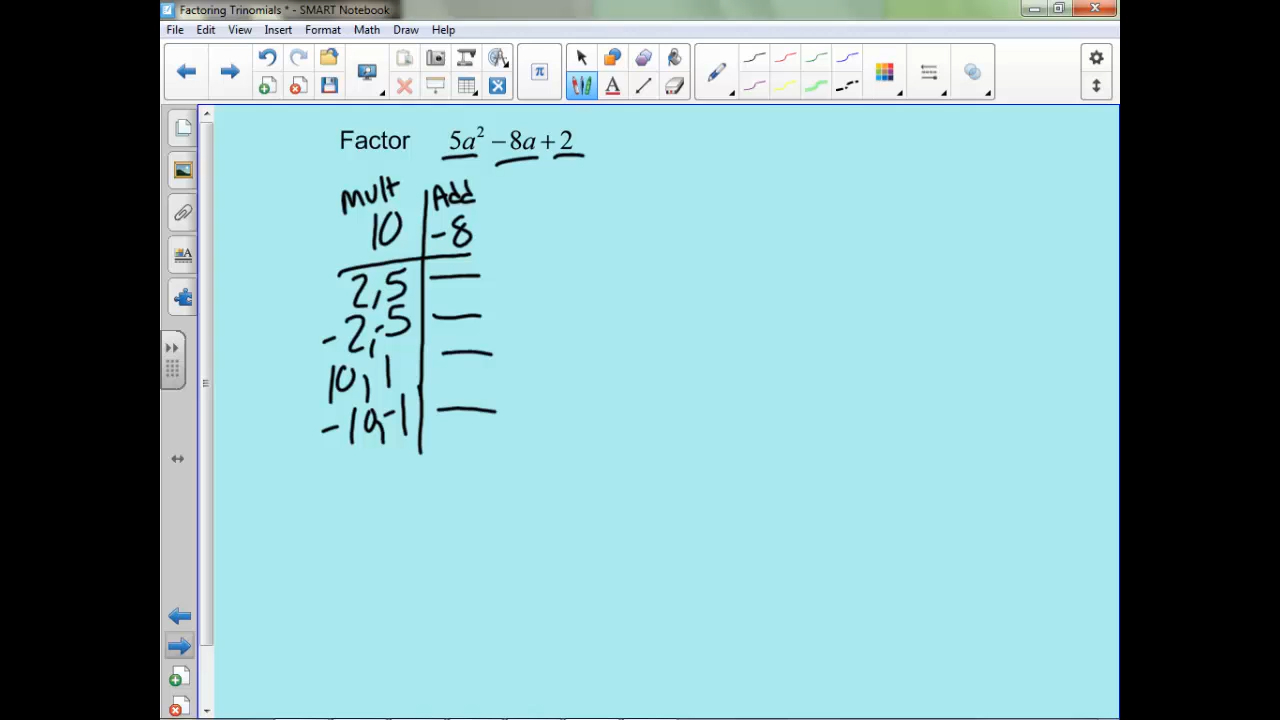 Factoring Trinomials * - SMART Notebook
File Edit View Insert Format Math Draw Help
π
A
Factor 5a² − 8a + 2
mult Add
10 -8
2, 5
-2, -5
10, 1
-10, -1